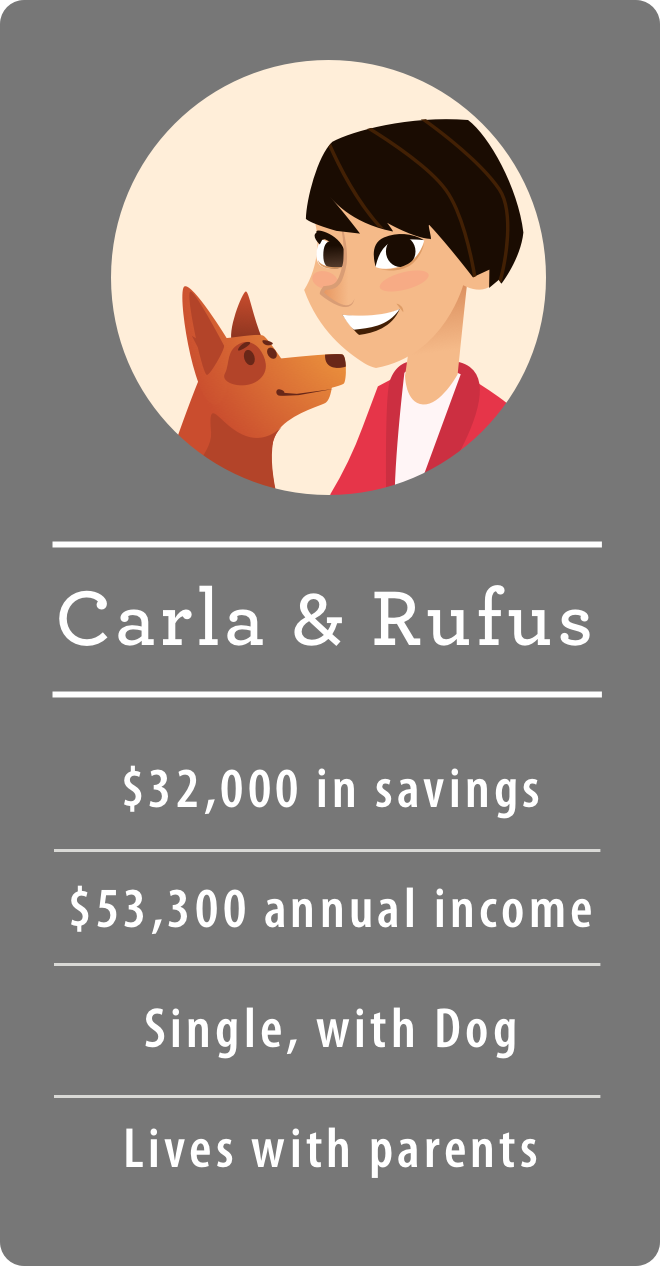 Carla & Rufus
$32,000 in savings
$53,300 annual income
Single, with Dog
Lives with parents